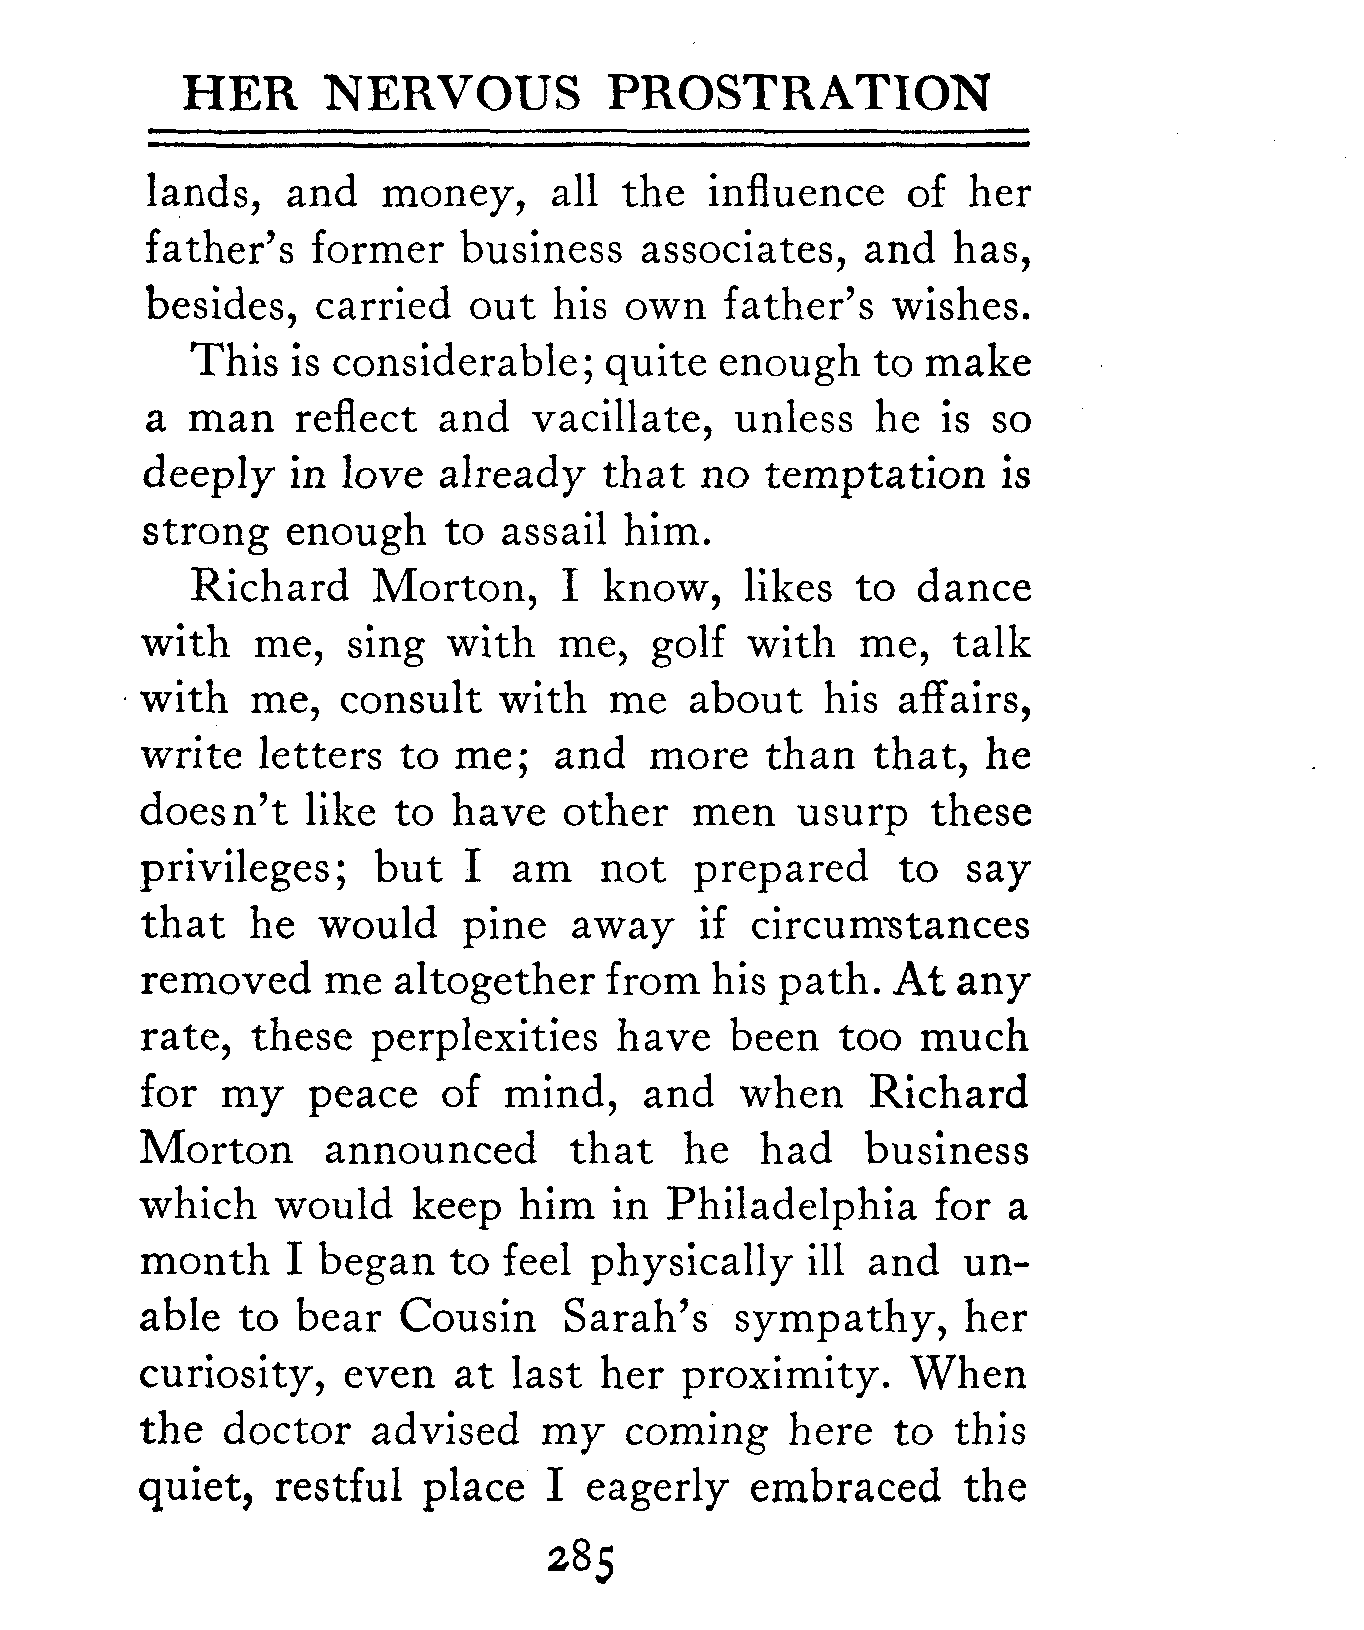 HER NERVOUS PROSTRATION
lands, and money, all the influence of her
father's former business associates, and has,
besides, carried out his own father's wishes.
This is considerable; quite enough to make
a man reflect and vacillate, unless he is so
deeply in love already that no temptation is
strong enough to assail him.
Richard Morton, I know, likes to dance
with me, sing with me, golf with me, talk
with me, consult with me about his affairs,
write letters to me; and more than that, he
doesn't like to have other men usurp these
privileges; but I am not prepared to say
that he would pine away if circumstances
removed me altogether from his path. At any
rate, these perplexities have been too much
for my peace of mind, and when Richard
Morton announced that he had business
which would keep him in Philadelphia for a
month I began to feel physically ill and un-
able to bear Cousin Sarah's sympathy, her
curiosity, even at last her proximity. When
the doctor advised my coming here to this
quiet, restful place I eagerly embraced the
285